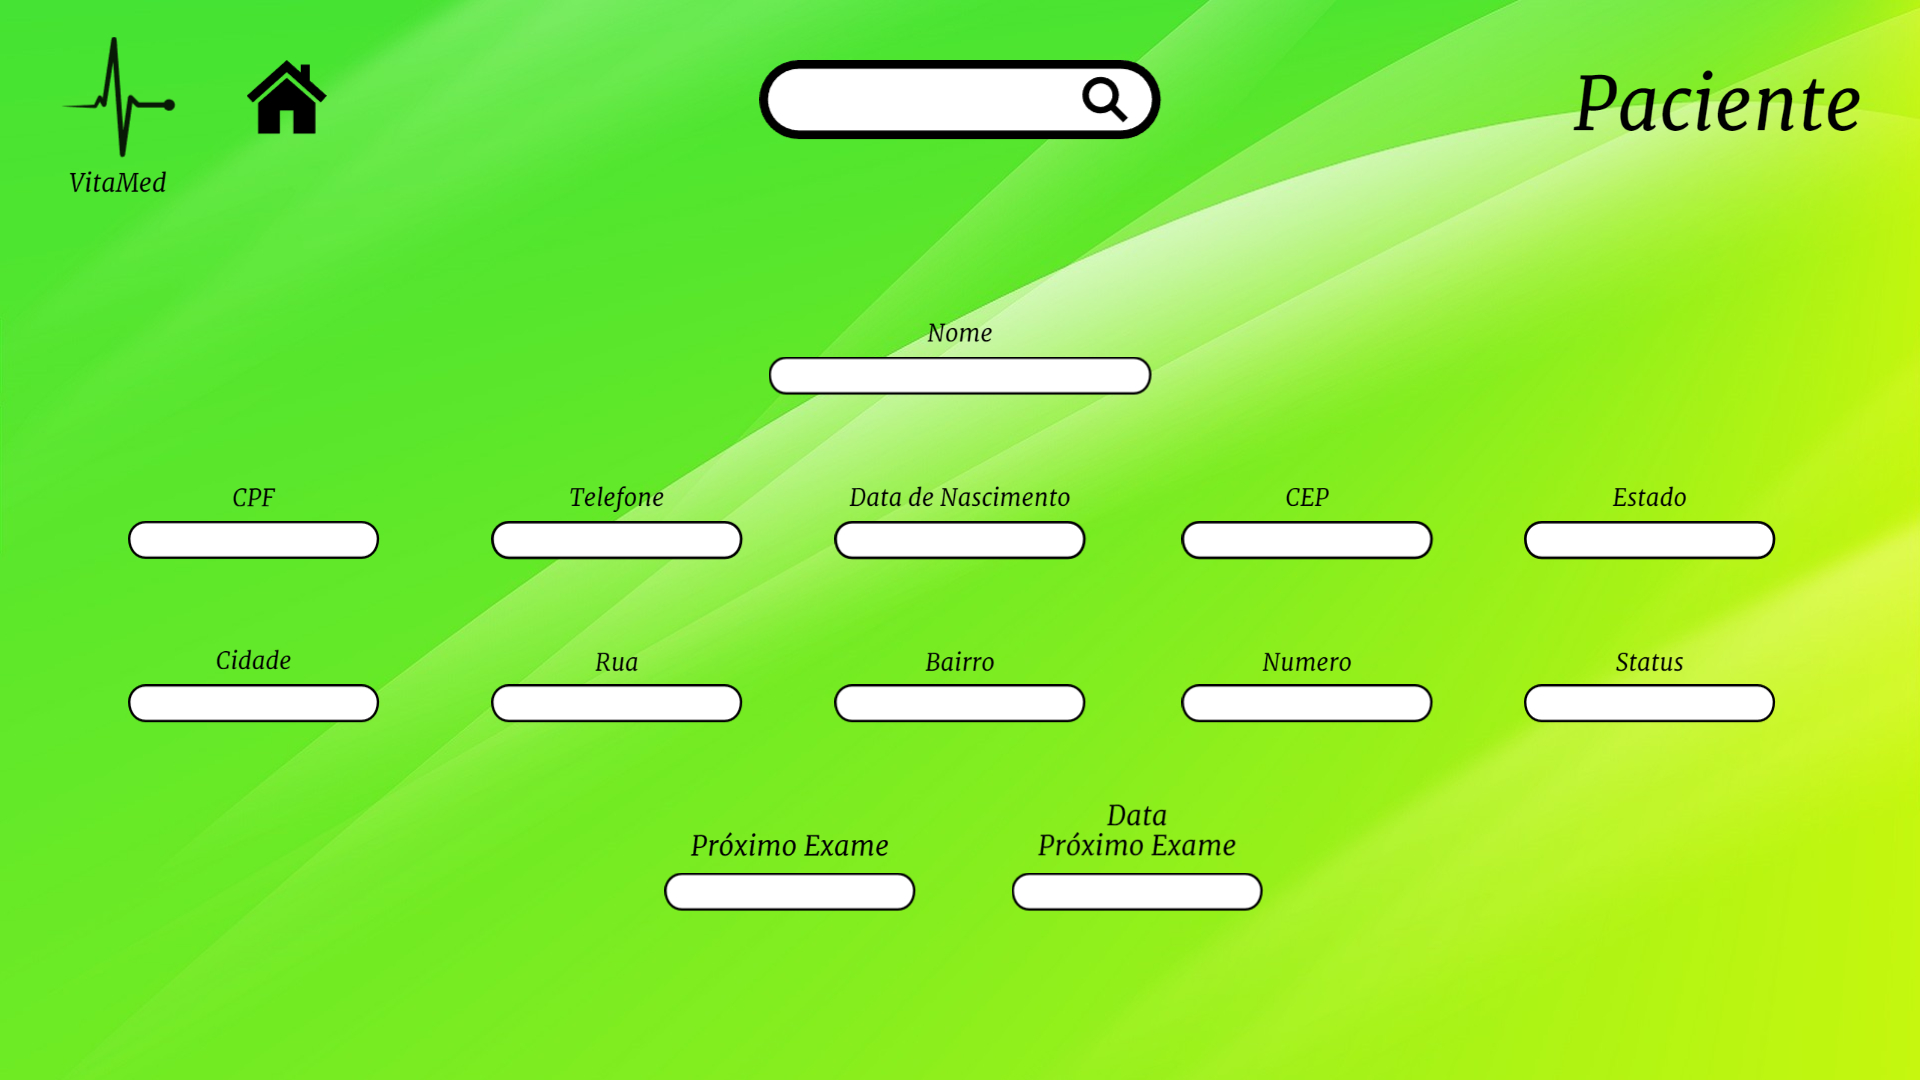 VitaMed
Paciente
Nome
CPF
Telefone
Data de Nascimento
CEP
Estado
Cidade
Rua
Bairro
Numero
Status
Próximo Exame
Data
Próximo Exame